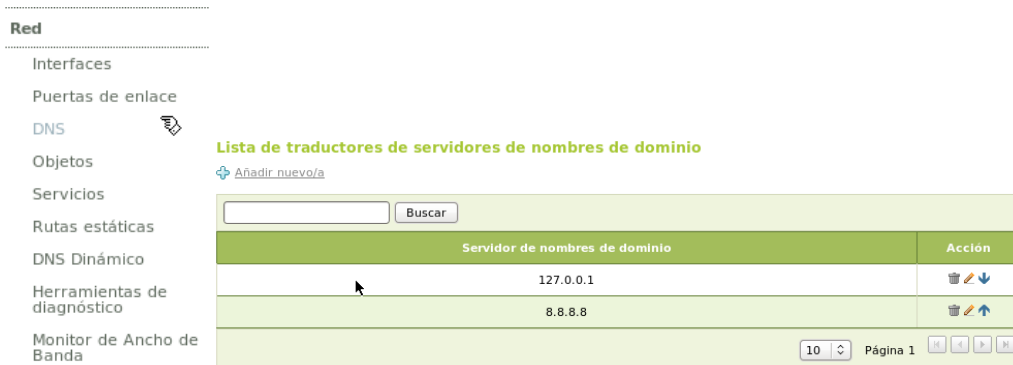 Red
Interfaces
Puertas de enlace
DNS
Objetos
Servicios
Rutas estáticas
DNS Dinámico
Herramientas de
diagnóstico
Monitor de Ancho de
Banda
Lista de traductores de servidores de nombres de dominio
Añadir nuevo/a
Buscar
Servidor de nombres de dominio Acción
127.0.0.1
8.8.8.8
10 Página 1